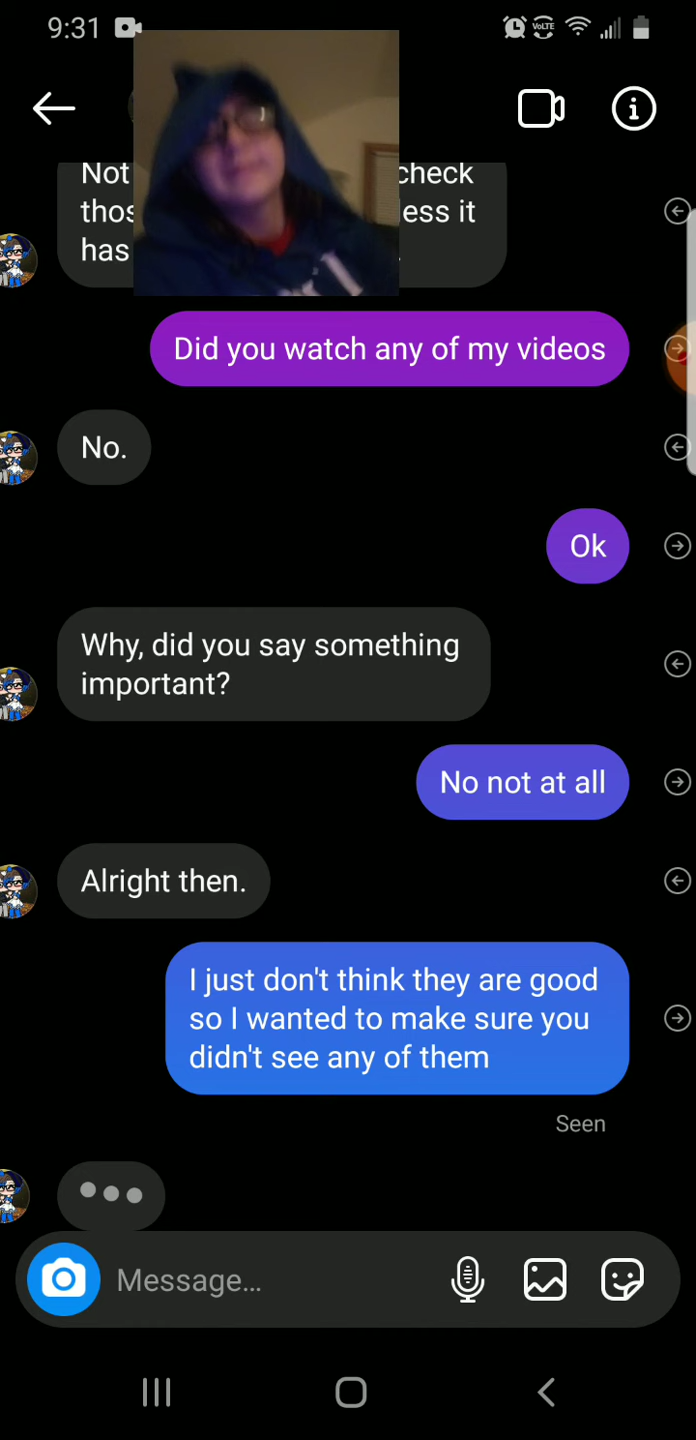 9:31
VoLTE
Not check
thos ess it
has .
Did you watch any of my videos
No.
Ok
Why, did you say something
important?
No not at all
Alright then.
I just don't think they are good
so I wanted to make sure you
didn't see any of them
Seen
Message...